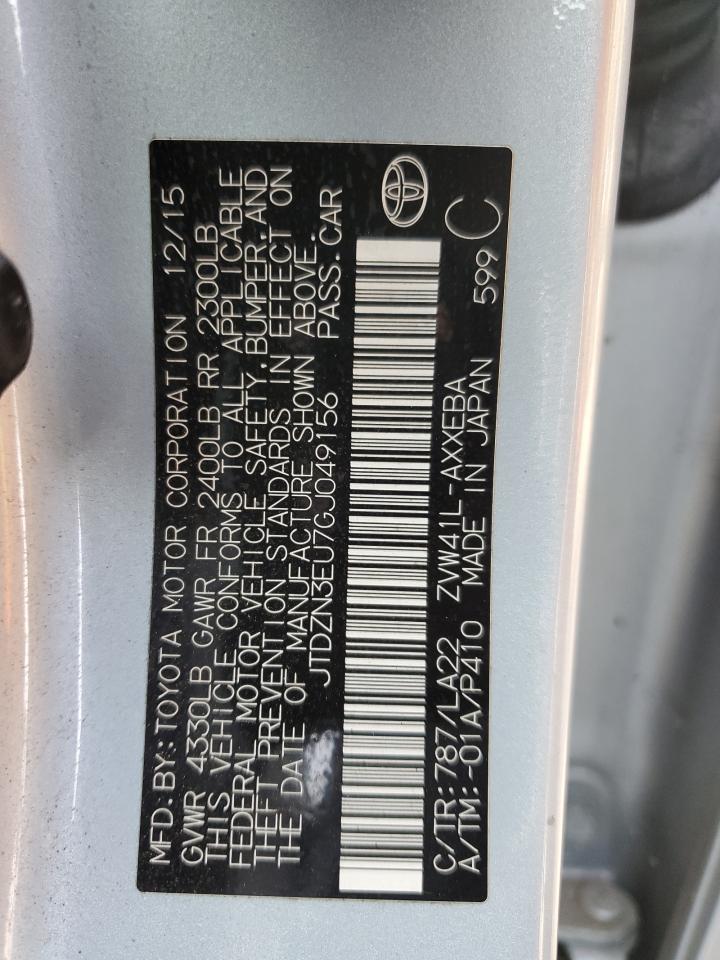 MFD.BY:TOYOTA MOTOR CORPORATION 12/15
GVWR 4330LB GAWR FR 2400LB RR 2300LB
THIS VEHICLE CONFORMS TO ALL APPLICABLE
FEDERAL MOTOR VEHICLE SAFETY,BUMPER,AND
THEFT PREVENTION STANDARDS IN EFFECT ON
THE DATE OF MANUFACTURE SHOWN ABOVE.
JTDZN3EU7GJ049156 PASS.CAR
C/TR:787/LA22 ZVW41L-AXXEBA
A/TM:-01A/P410 MADE IN JAPAN 599 C